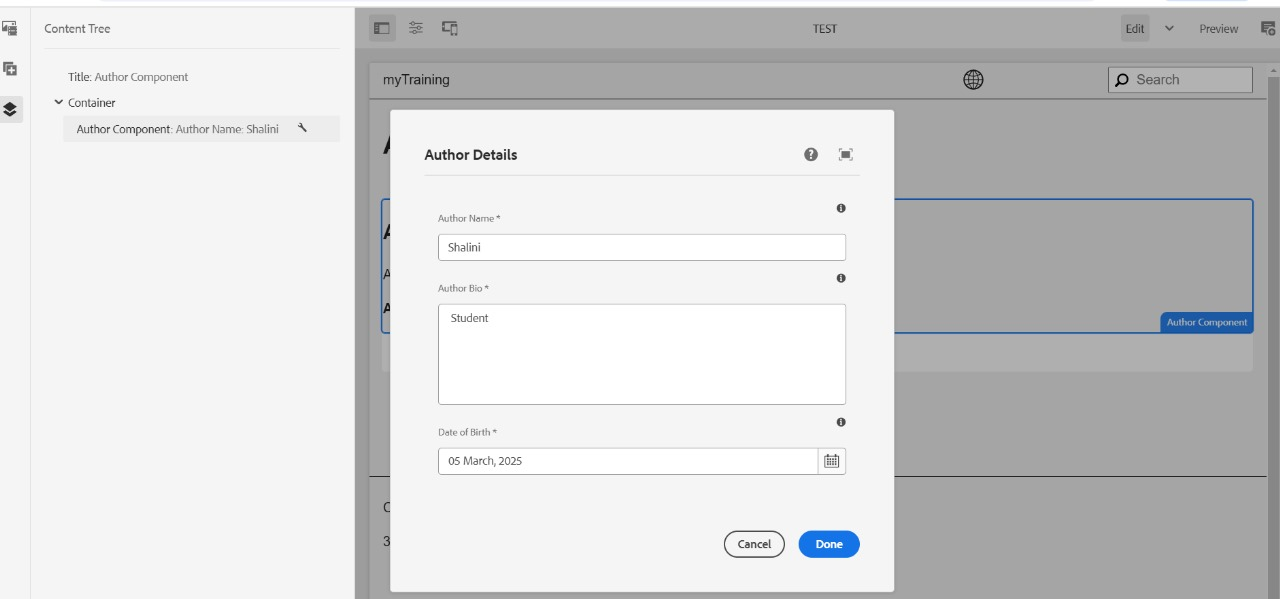 Content Tree
TEST
Edit
Preview
Title: Author Component
Container
Author Component: Author Name: Shalini
myTraining
Search
Author Details
Author Name *
Shalini
Author Bio *
Student
Date of Birth *
05 March, 2025
Cancel
Done
Author Component
A
A
A
A
C
3